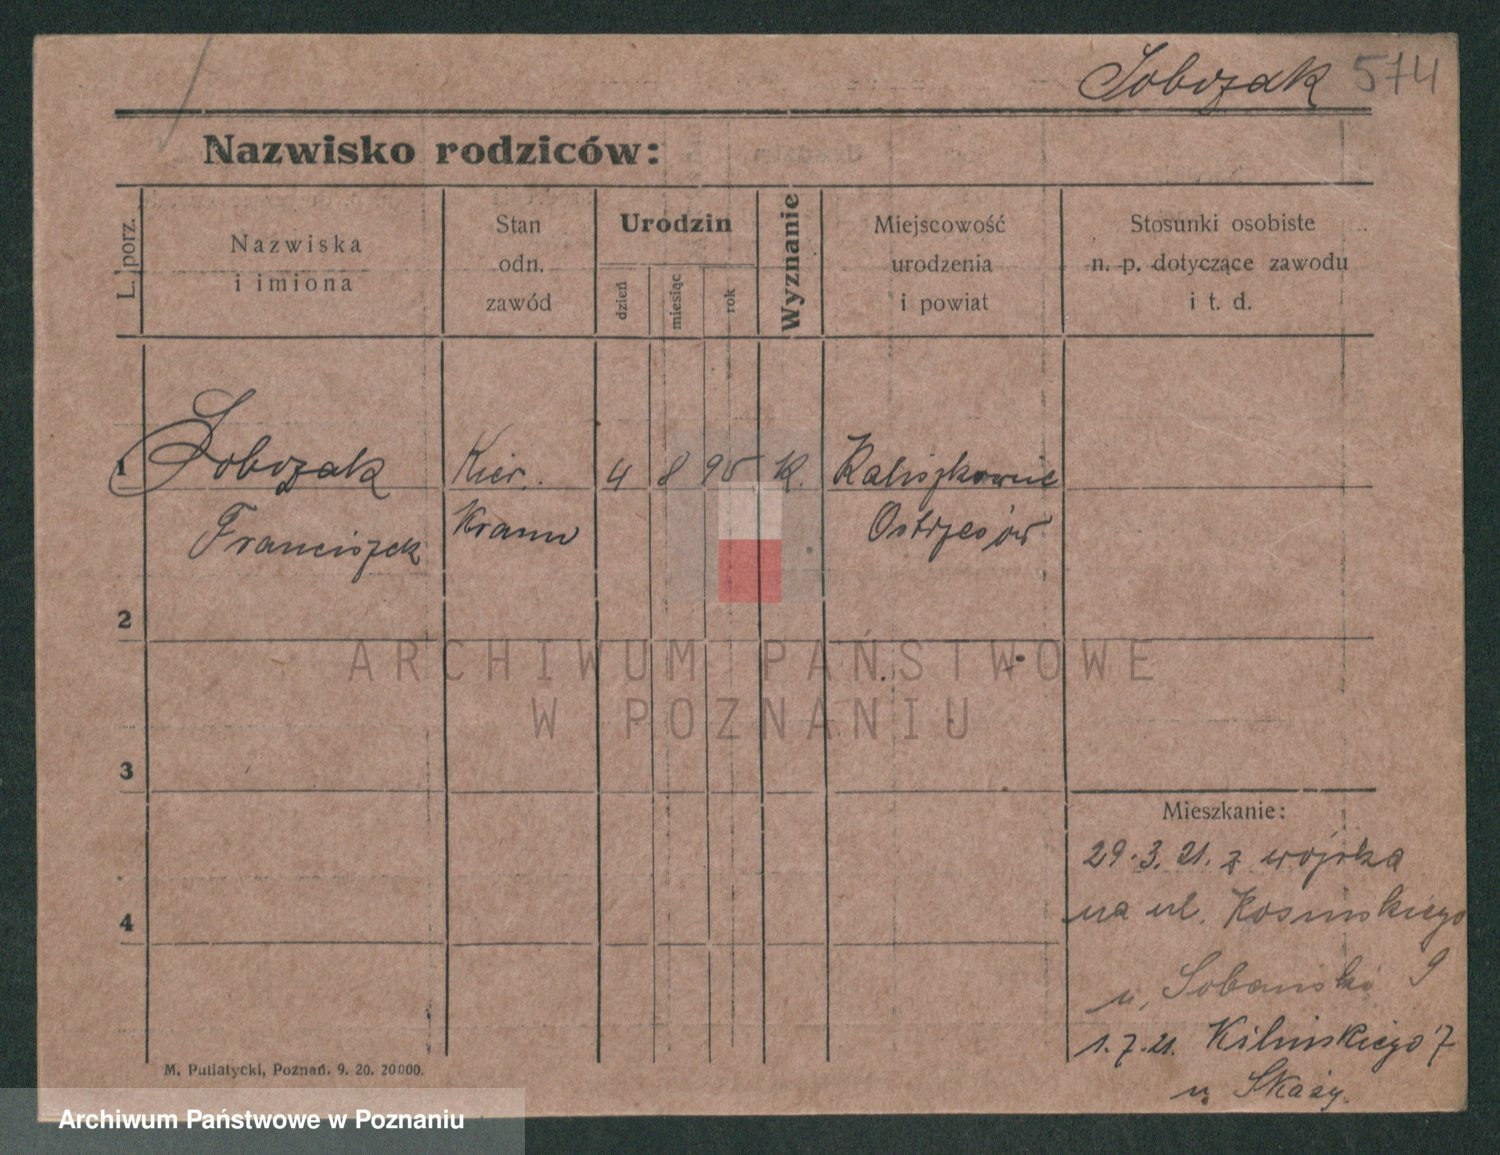 Sobczak 574
Nazwisko rodziców:
L. porz.
Nazwiska
i imiona
Stan
odn.
zawód
Urodzin
dzień
miesiąc
rok
Wyznanie
Miejscowość
urodzenia
i powiat
Stosunki osobiste
n. p. dotyczące zawodu
i t. d.
1 Sobczak Kier. 4 8 95 K. Kaliszkowice
Franciszek Kramu Ostrzesów
2
3
4
ARCHIWUM PAŃSTWOWE
W POZNANIU
Mieszkanie:
29.3.21. z wojska
na ul. Kosińskiego
9
u. Sobański
1.7.21. Kilińskiego 7
u Skąży.
M. Putiatycki, Poznań. 9. 20. 20000.
Archiwum Państwowe w Poznaniu